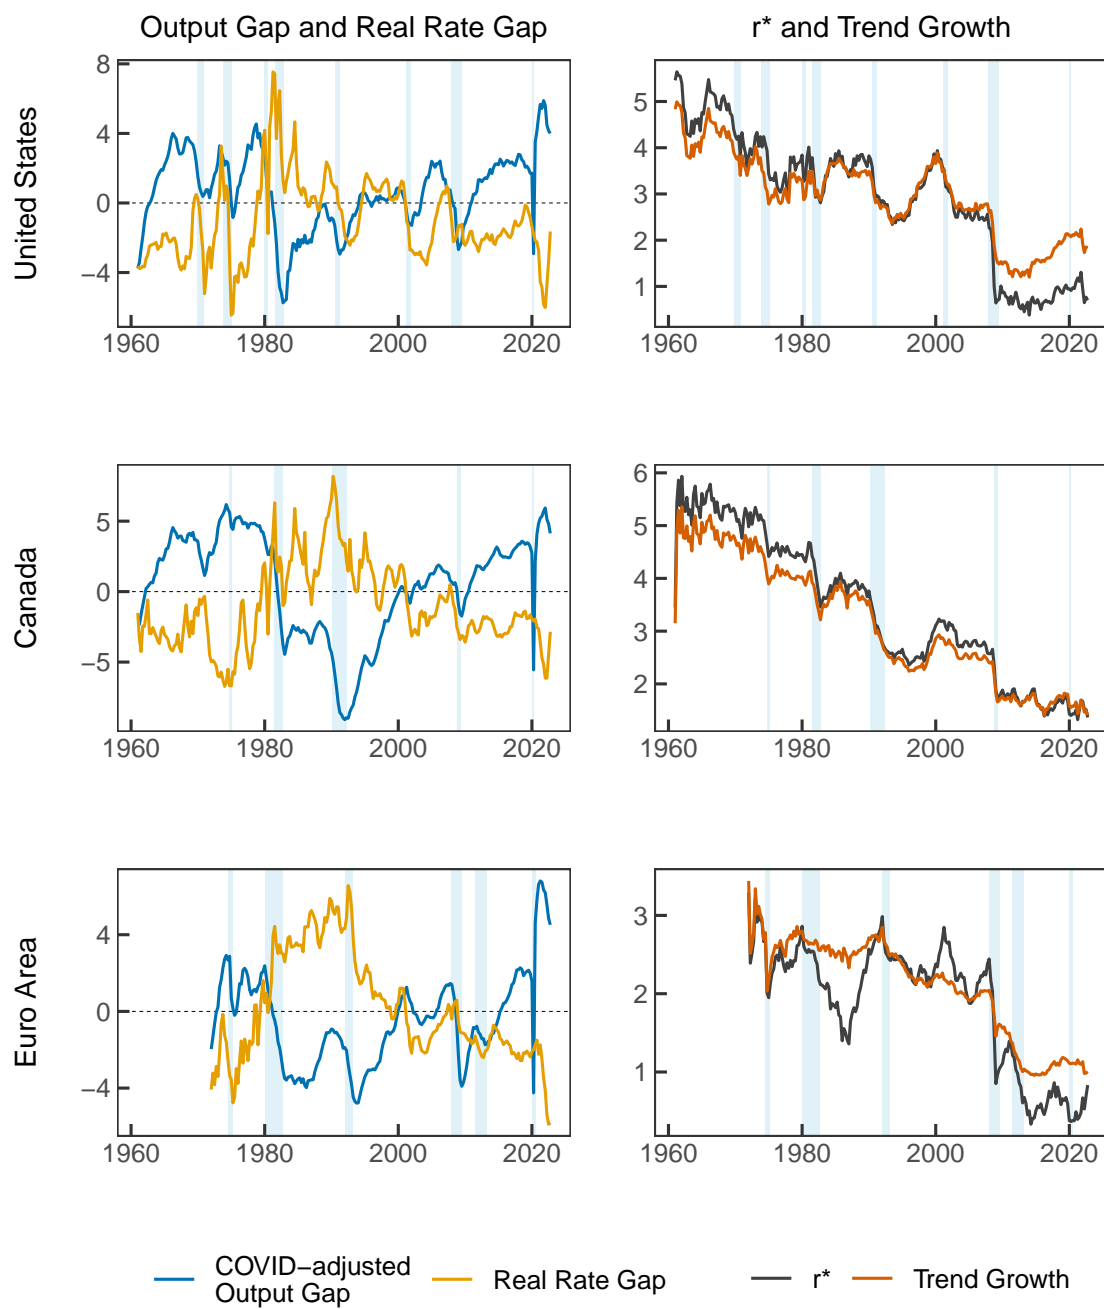 Output Gap and Real Rate Gap
r* and Trend Growth
United States
8
4
0
−4
1960 1980 2000 2020
5
4
3
2
1
1960 1980 2000 2020
Canada
5
0
−5
1960 1980 2000 2020
6
5
4
3
2
1960 1980 2000 2020
Euro Area
4
0
−4
1960 1980 2000 2020
3
2
1
1960 1980 2000 2020
COVID−adjusted
Output Gap
Real Rate Gap
r*
Trend Growth